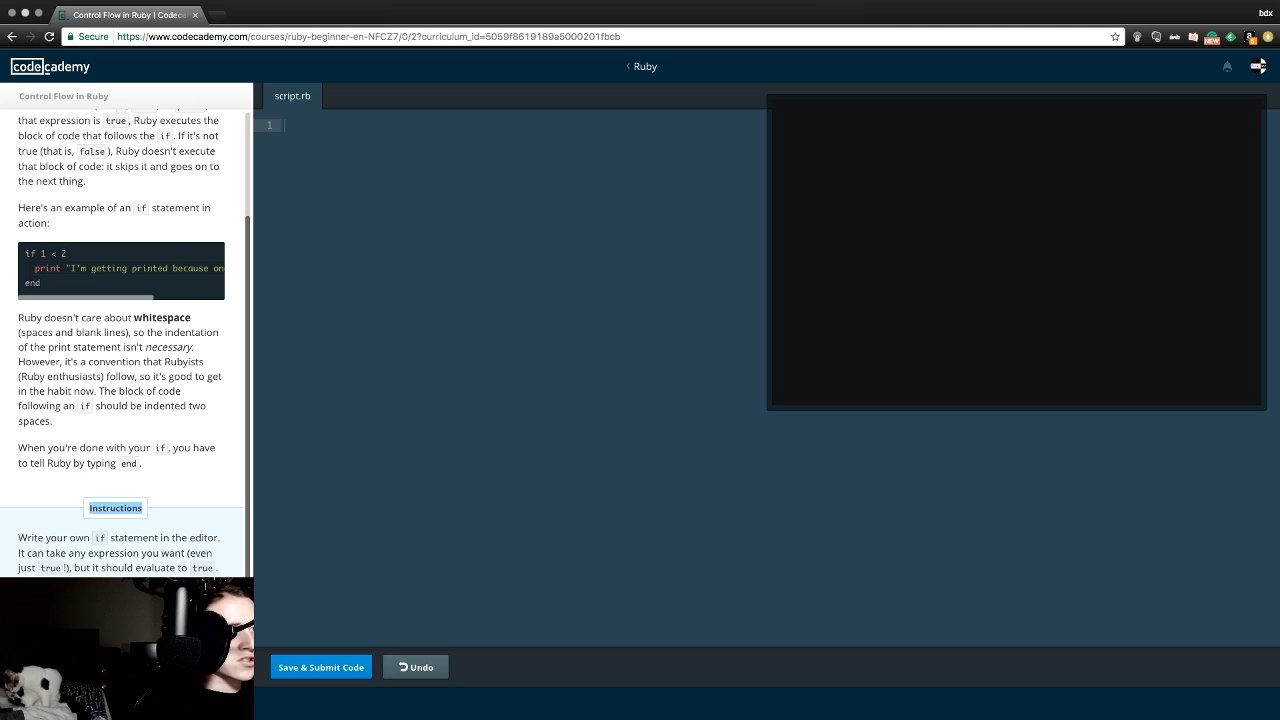 Control Flow in Ruby | Codeca
bdx
Secure
https://www.codecademy.com/courses/ruby-beginner-en-NFCZ7/0/2?curriculum_id=5059f8619189a5000201fbcb
codecademy
Ruby
Control Flow in Ruby
script.rb
that expression is true, Ruby executes the
block of code that follows the if. If it's not
true (that is, false), Ruby doesn't execute
that block of code: it skips it and goes on to
the next thing.
Here's an example of an if statement in
action:
if 1 < 2
print "I'm getting printed because on
end
Ruby doesn't care about whitespace
(spaces and blank lines), so the indentation
of the print statement isn't necessary.
However, it's a convention that Rubyists
(Ruby enthusiasts) follow, so it's good to get
in the habit now. The block of code
following an if should be indented two
spaces.
When you're done with your if, you have
to tell Ruby by typing end.
Instructions
Write your own if statement in the editor.
It can take any expression you want (even
just true!), but it should evaluate to true.
1
Save & Submit Code
Undo